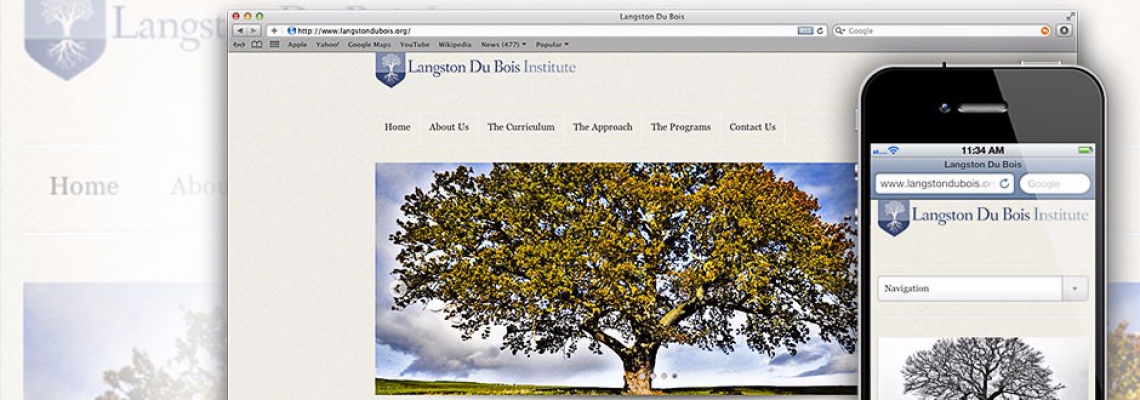 Langst
Home
Abou
Langston Du Bois
http://www.langstondubois.org/
Google
Apple Yahoo! Google Maps YouTube Wikipedia News (477) Popular
Langston Du Bois Institute
Home About Us The Curriculum The Approach The Programs Contact Us
11:34 AM
Langston Du Bois
www.langstondubois.or
Google
Langston Du Bois Institute
Navigation